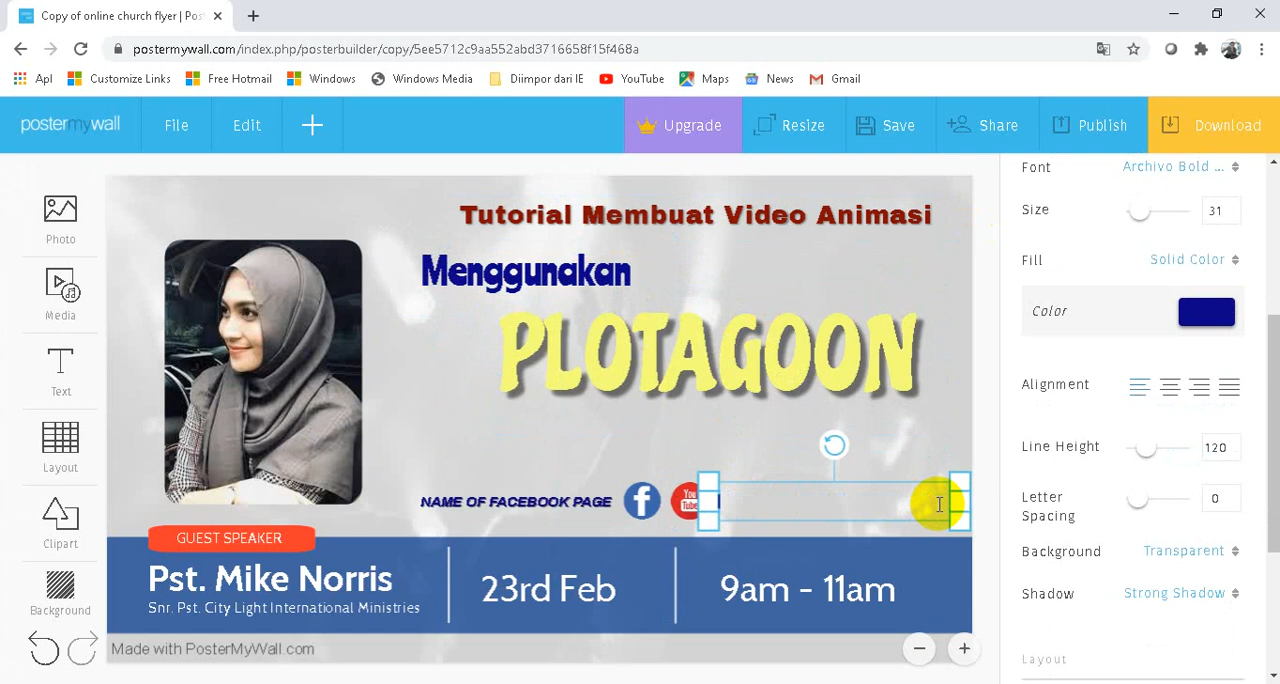 Copy of online church flyer | Pos
postermywall.com/index.php/posterbuilder/copy/5ee5712c9aa552abd3716658f15f468a
Apl Customize Links Free Hotmail Windows Windows Media Diimpor dari IE YouTube Maps News Gmail
postermywall File Edit Upgrade Resize Save Share Publish Download
Photo
Media
Text
Layout
Clipart
Background
Tutorial Membuat Video Animasi
Menggunakan
PLOTAGOON
NAME OF FACEBOOK PAGE
You
Tube
GUEST SPEAKER
Pst. Mike Norris
Snr. Pst. City Light International Ministries
23rd Feb
9am - 11am
Made with PosterMyWall.com
Font Archivo Bold ...
Size 31
Fill Solid Color
Color
Alignment
Line Height 120
Letter
Spacing 0
Background Transparent
Shadow Strong Shadow
Layout